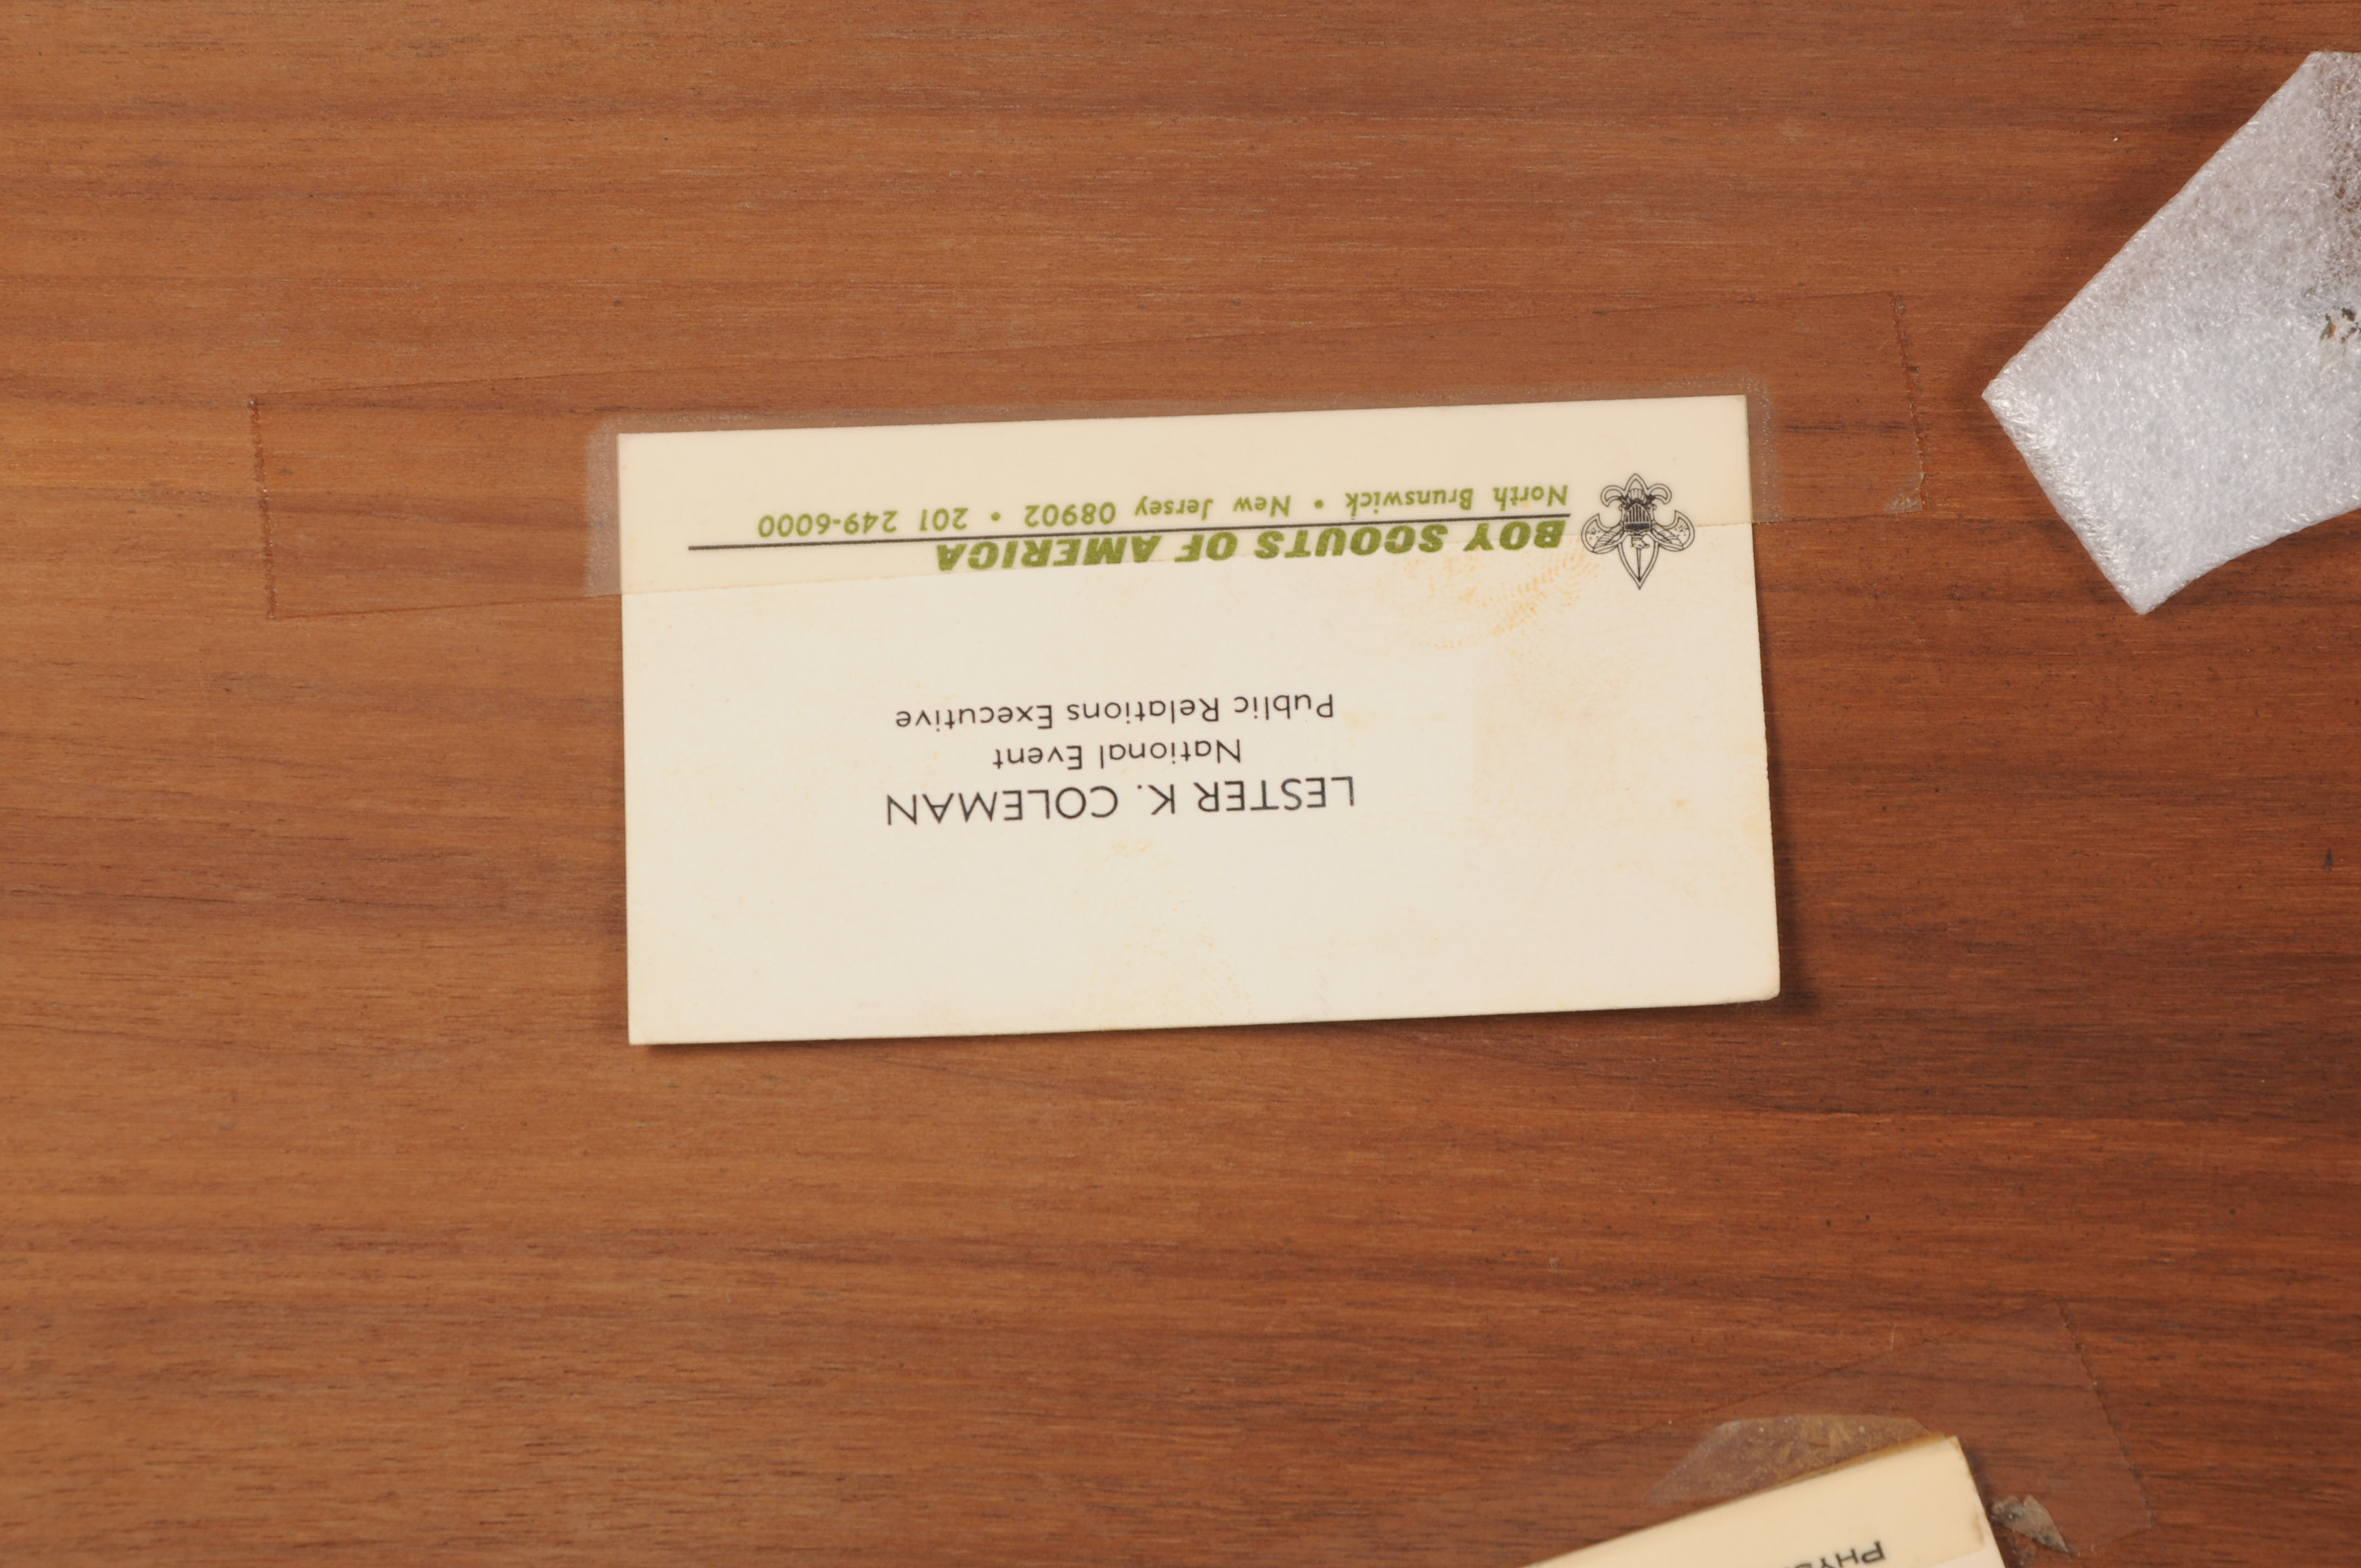 LESTER K. COLEMAN
National Event
Public Relations Executive
BOY SCOUTS OF AMERICA
North Brunswick • New Jersey 08902 • 201 249-6000